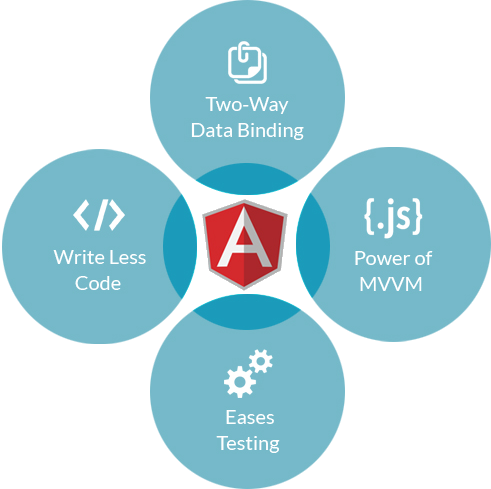 Two-Way
Data Binding
</>
Write Less
Code
A
{.js}
Power of
MVVM
Eases
Testing